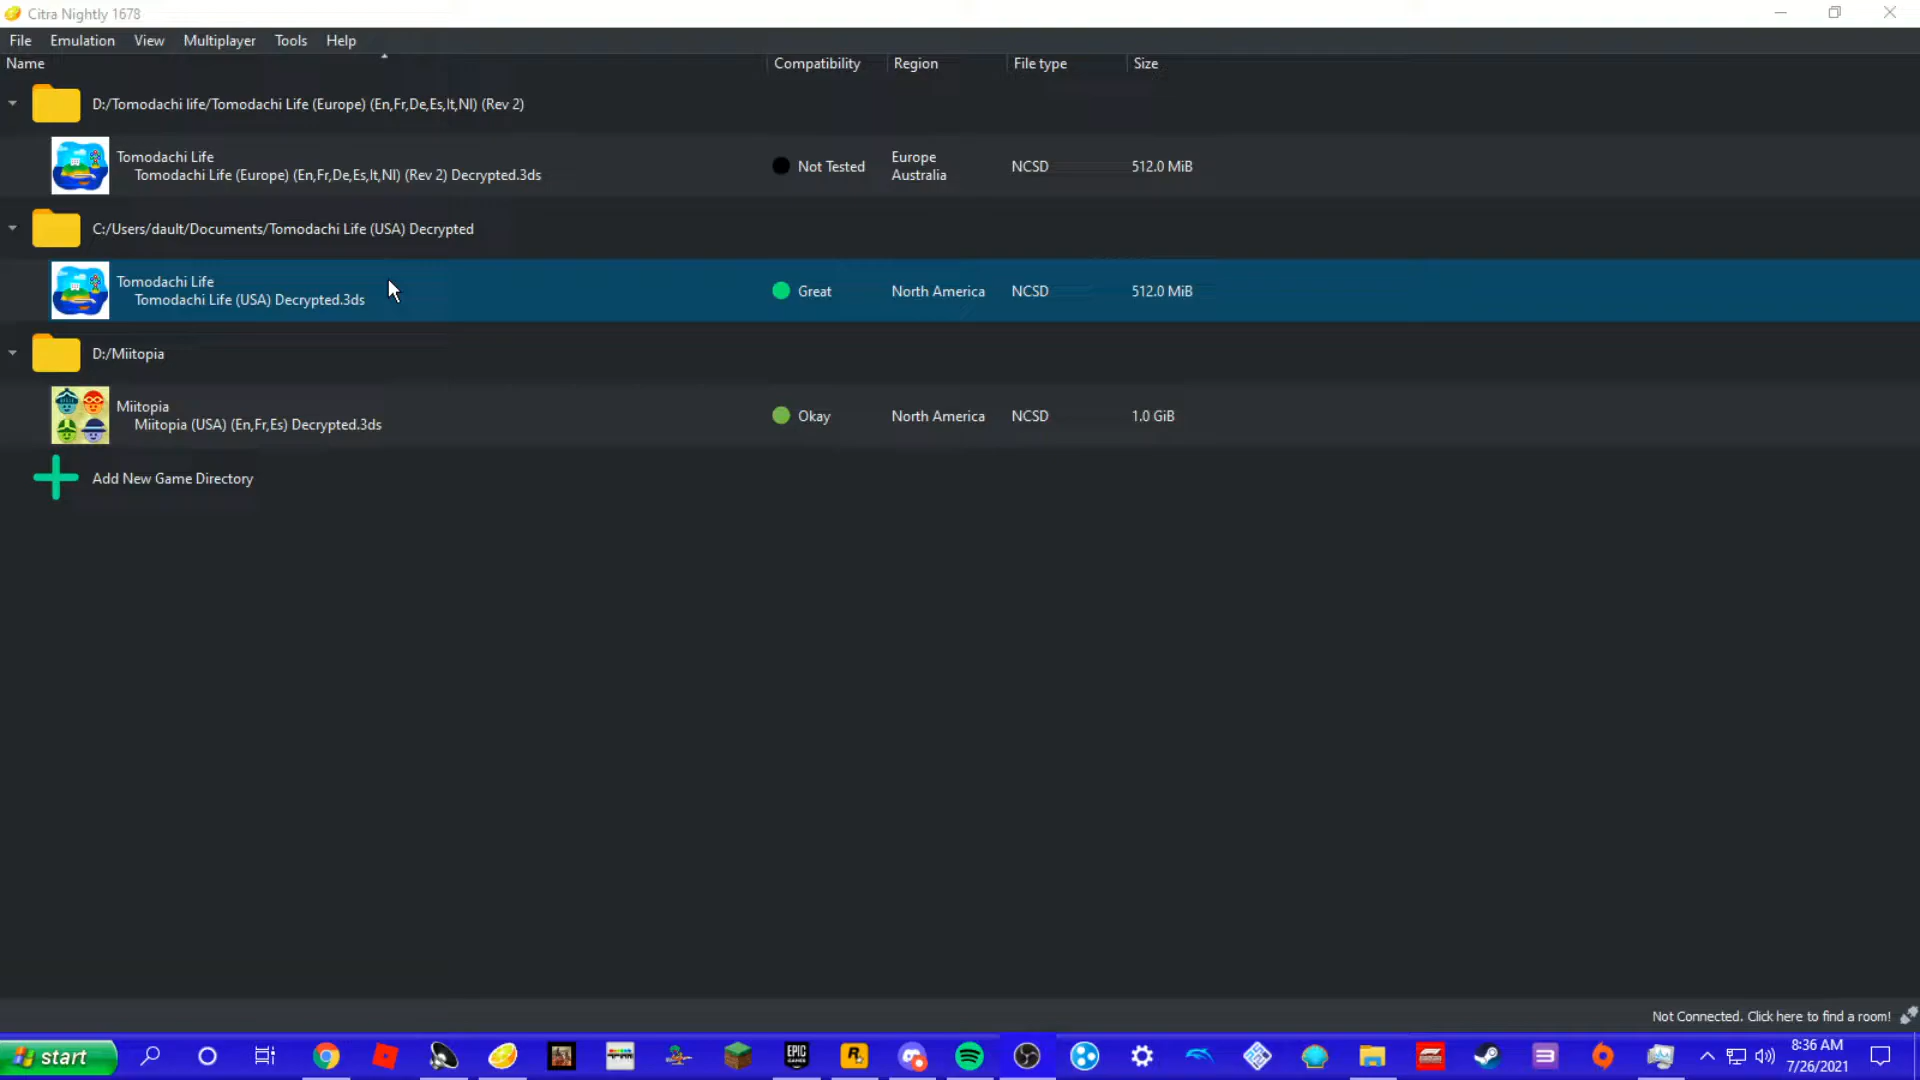 Citra Nightly 1678
File Emulation View Multiplayer Tools Help
Name Compatibility Region File type Size
D:/Tomodachi life/Tomodachi Life (Europe) (En,Fr,De,Es,It,Nl) (Rev 2)
Tomodachi Life
Tomodachi Life (Europe) (En,Fr,De,Es,It,Nl) (Rev 2) Decrypted.3ds
Not Tested
Europe
Australia
NCSD
512.0 MiB
C:/Users/dault/Documents/Tomodachi Life (USA) Decrypted
Tomodachi Life
Tomodachi Life (USA) Decrypted.3ds
Great
North America
NCSD
512.0 MiB
D:/Miitopia
Miitopia
Miitopia (USA) (En,Fr,Es) Decrypted.3ds
Okay
North America
NCSD
1.0 GiB
Add New Game Directory
Not Connected. Click here to find a room!
start
EPIC
GAMES
R
8:36 AM
7/26/2021